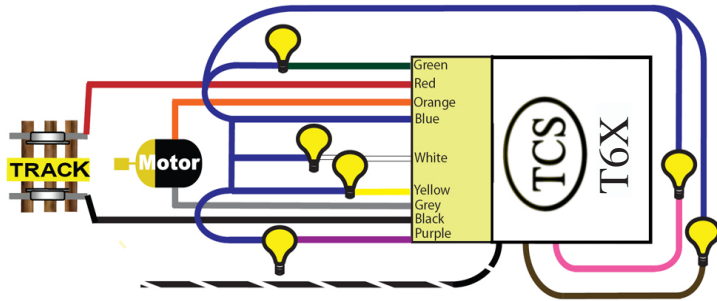 Green
Red
Orange
Blue
White
Yellow
Grey
Black
Purple
TRACK
Motor
TCS
T6X